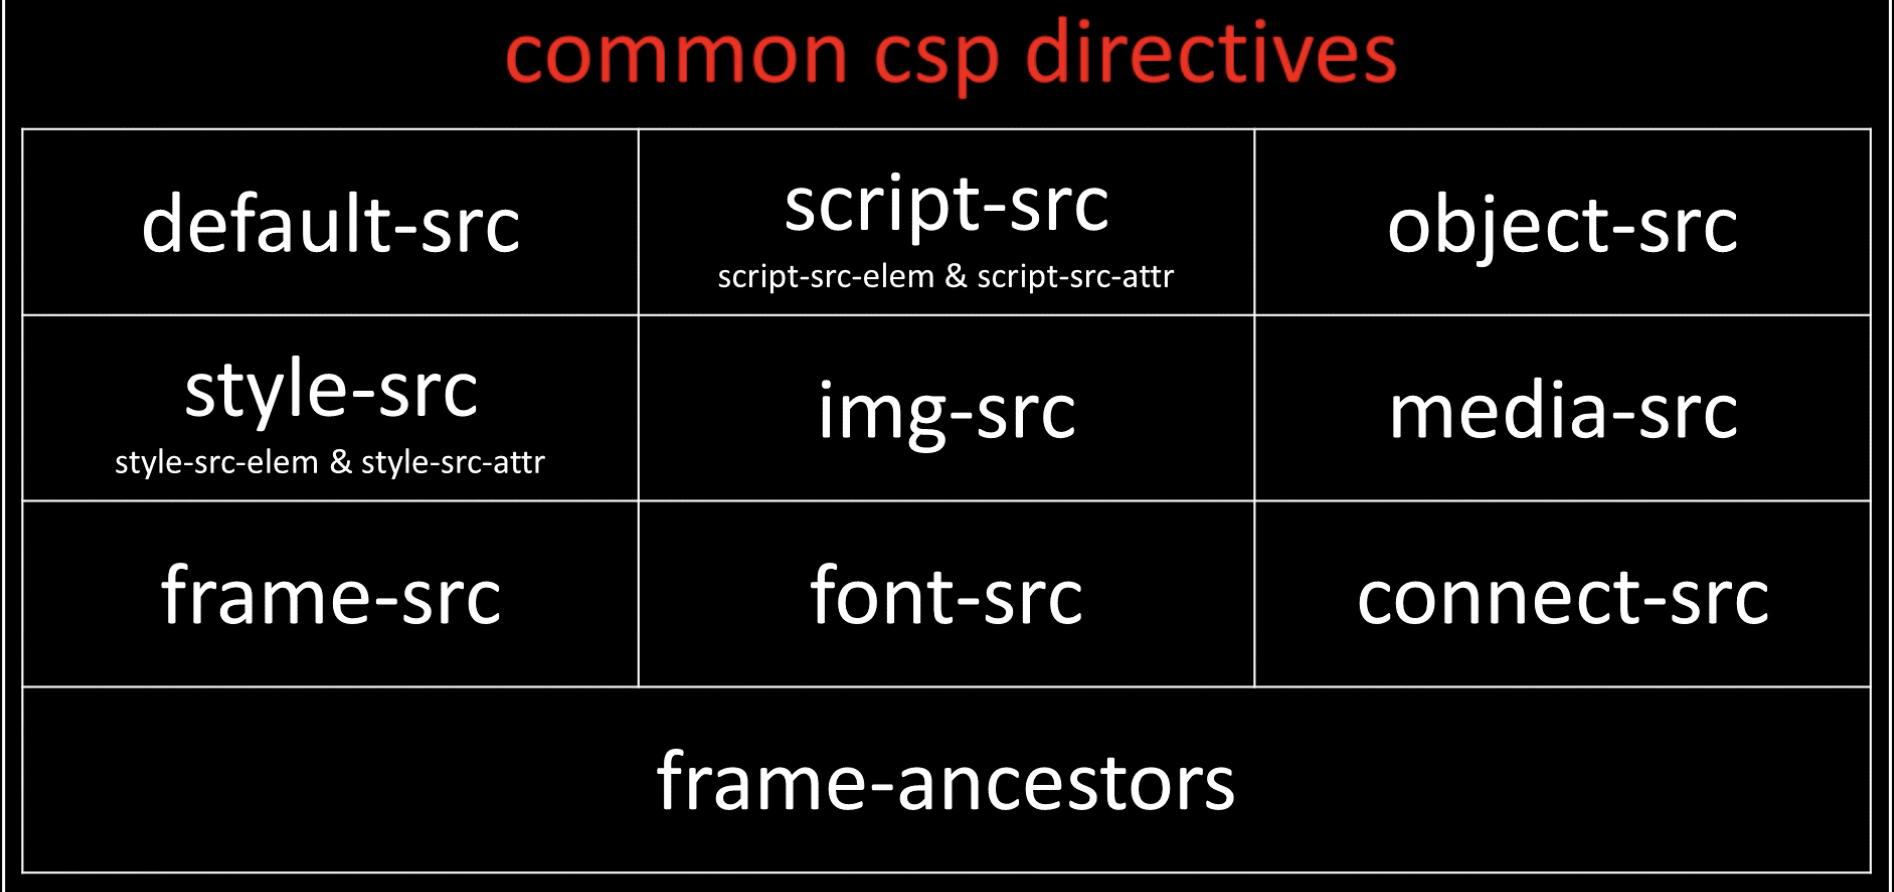 common csp directives
default-src
script-src
script-src-elem & script-src-attr
object-src
style-src
style-src-elem & style-src-attr
img-src
media-src
frame-src
font-src
connect-src
frame-ancestors